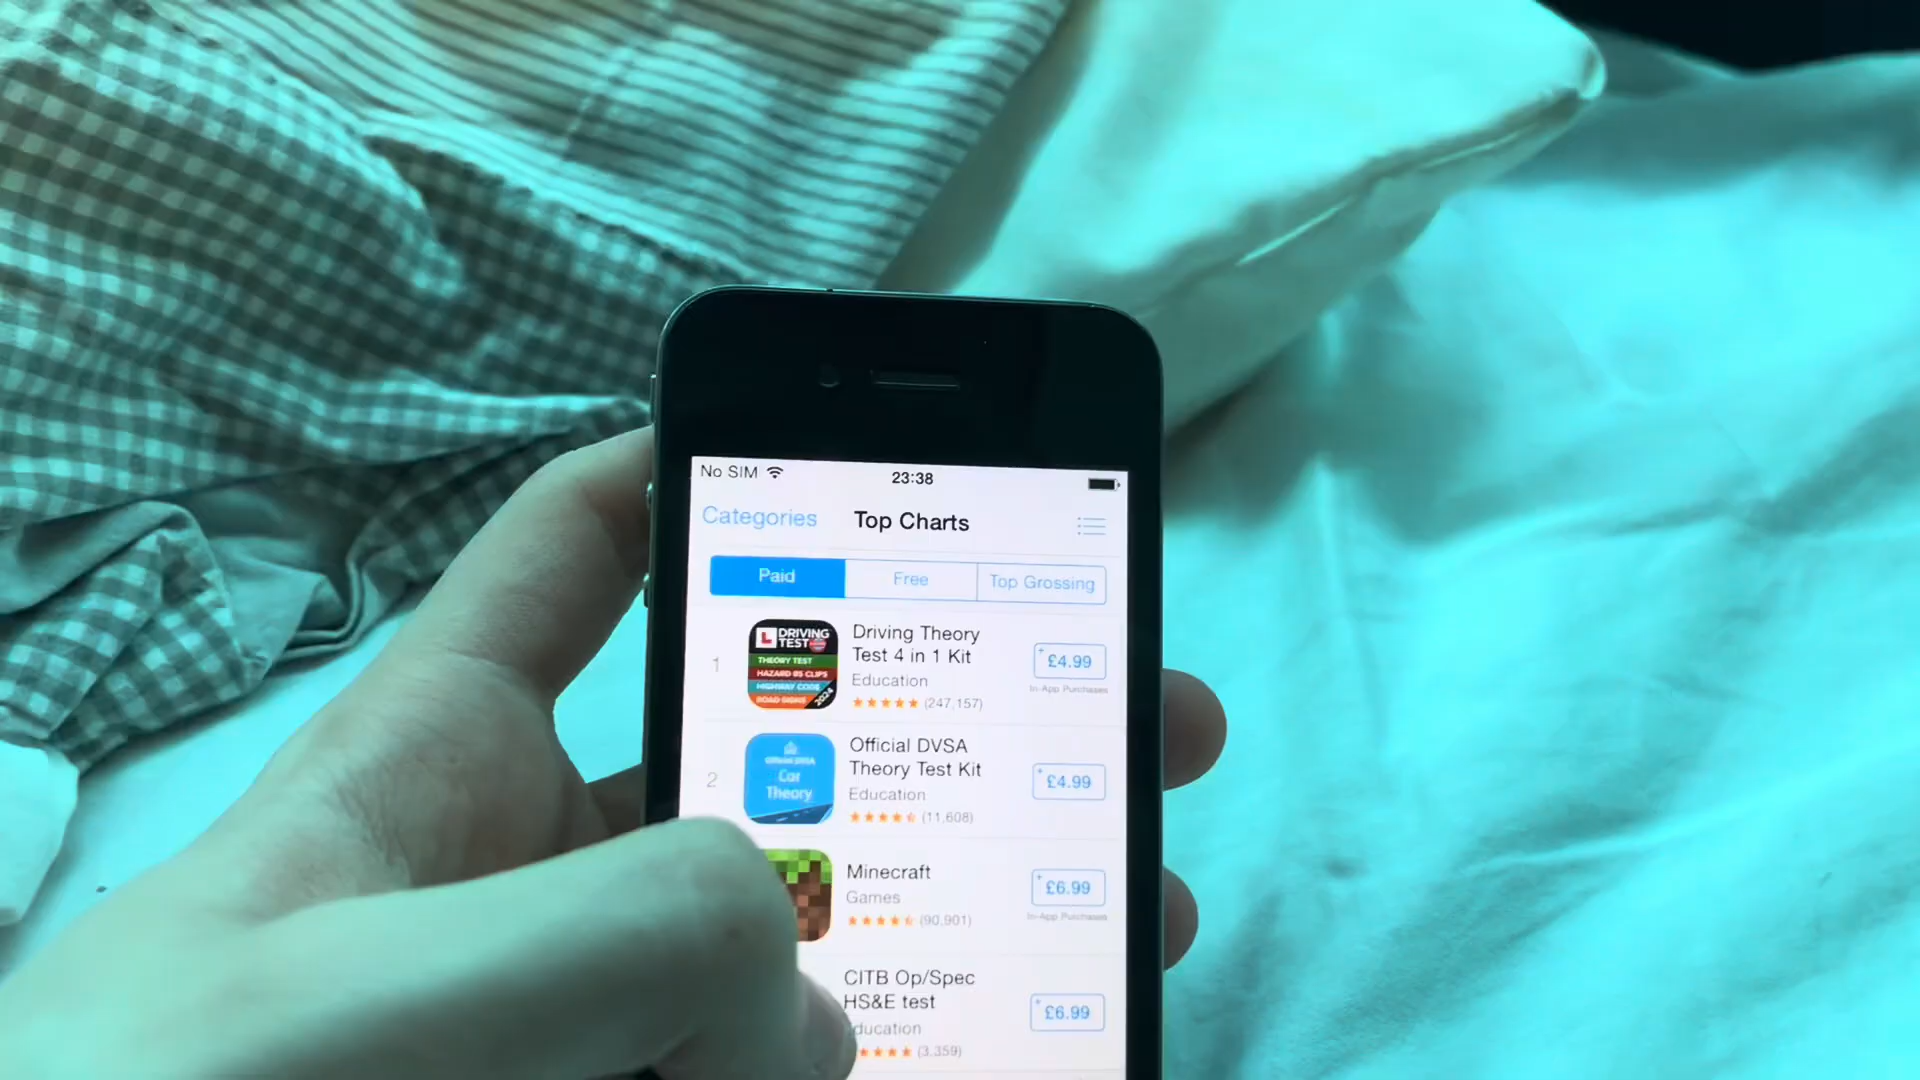 No SIM 23:38
Categories Top Charts
Paid Free Top Grossing
1
DRIVING
TEST
THEORY TEST
HAZARD 85 CLIPS
HIGHWAY CODE
ROAD SIGNS
2024
Driving Theory
Test 4 in 1 Kit
Education
(247,157)
+ £4.99
In-App Purchases
2
Official DVSA
Car
Theory
Official DVSA
Theory Test Kit
Education
(11,608)
+ £4.99
Minecraft
Games
(90,901)
+ £6.99
In-App Purchases
CITB Op/Spec
HS&E test
ducation
(3,359)
+ £6.99